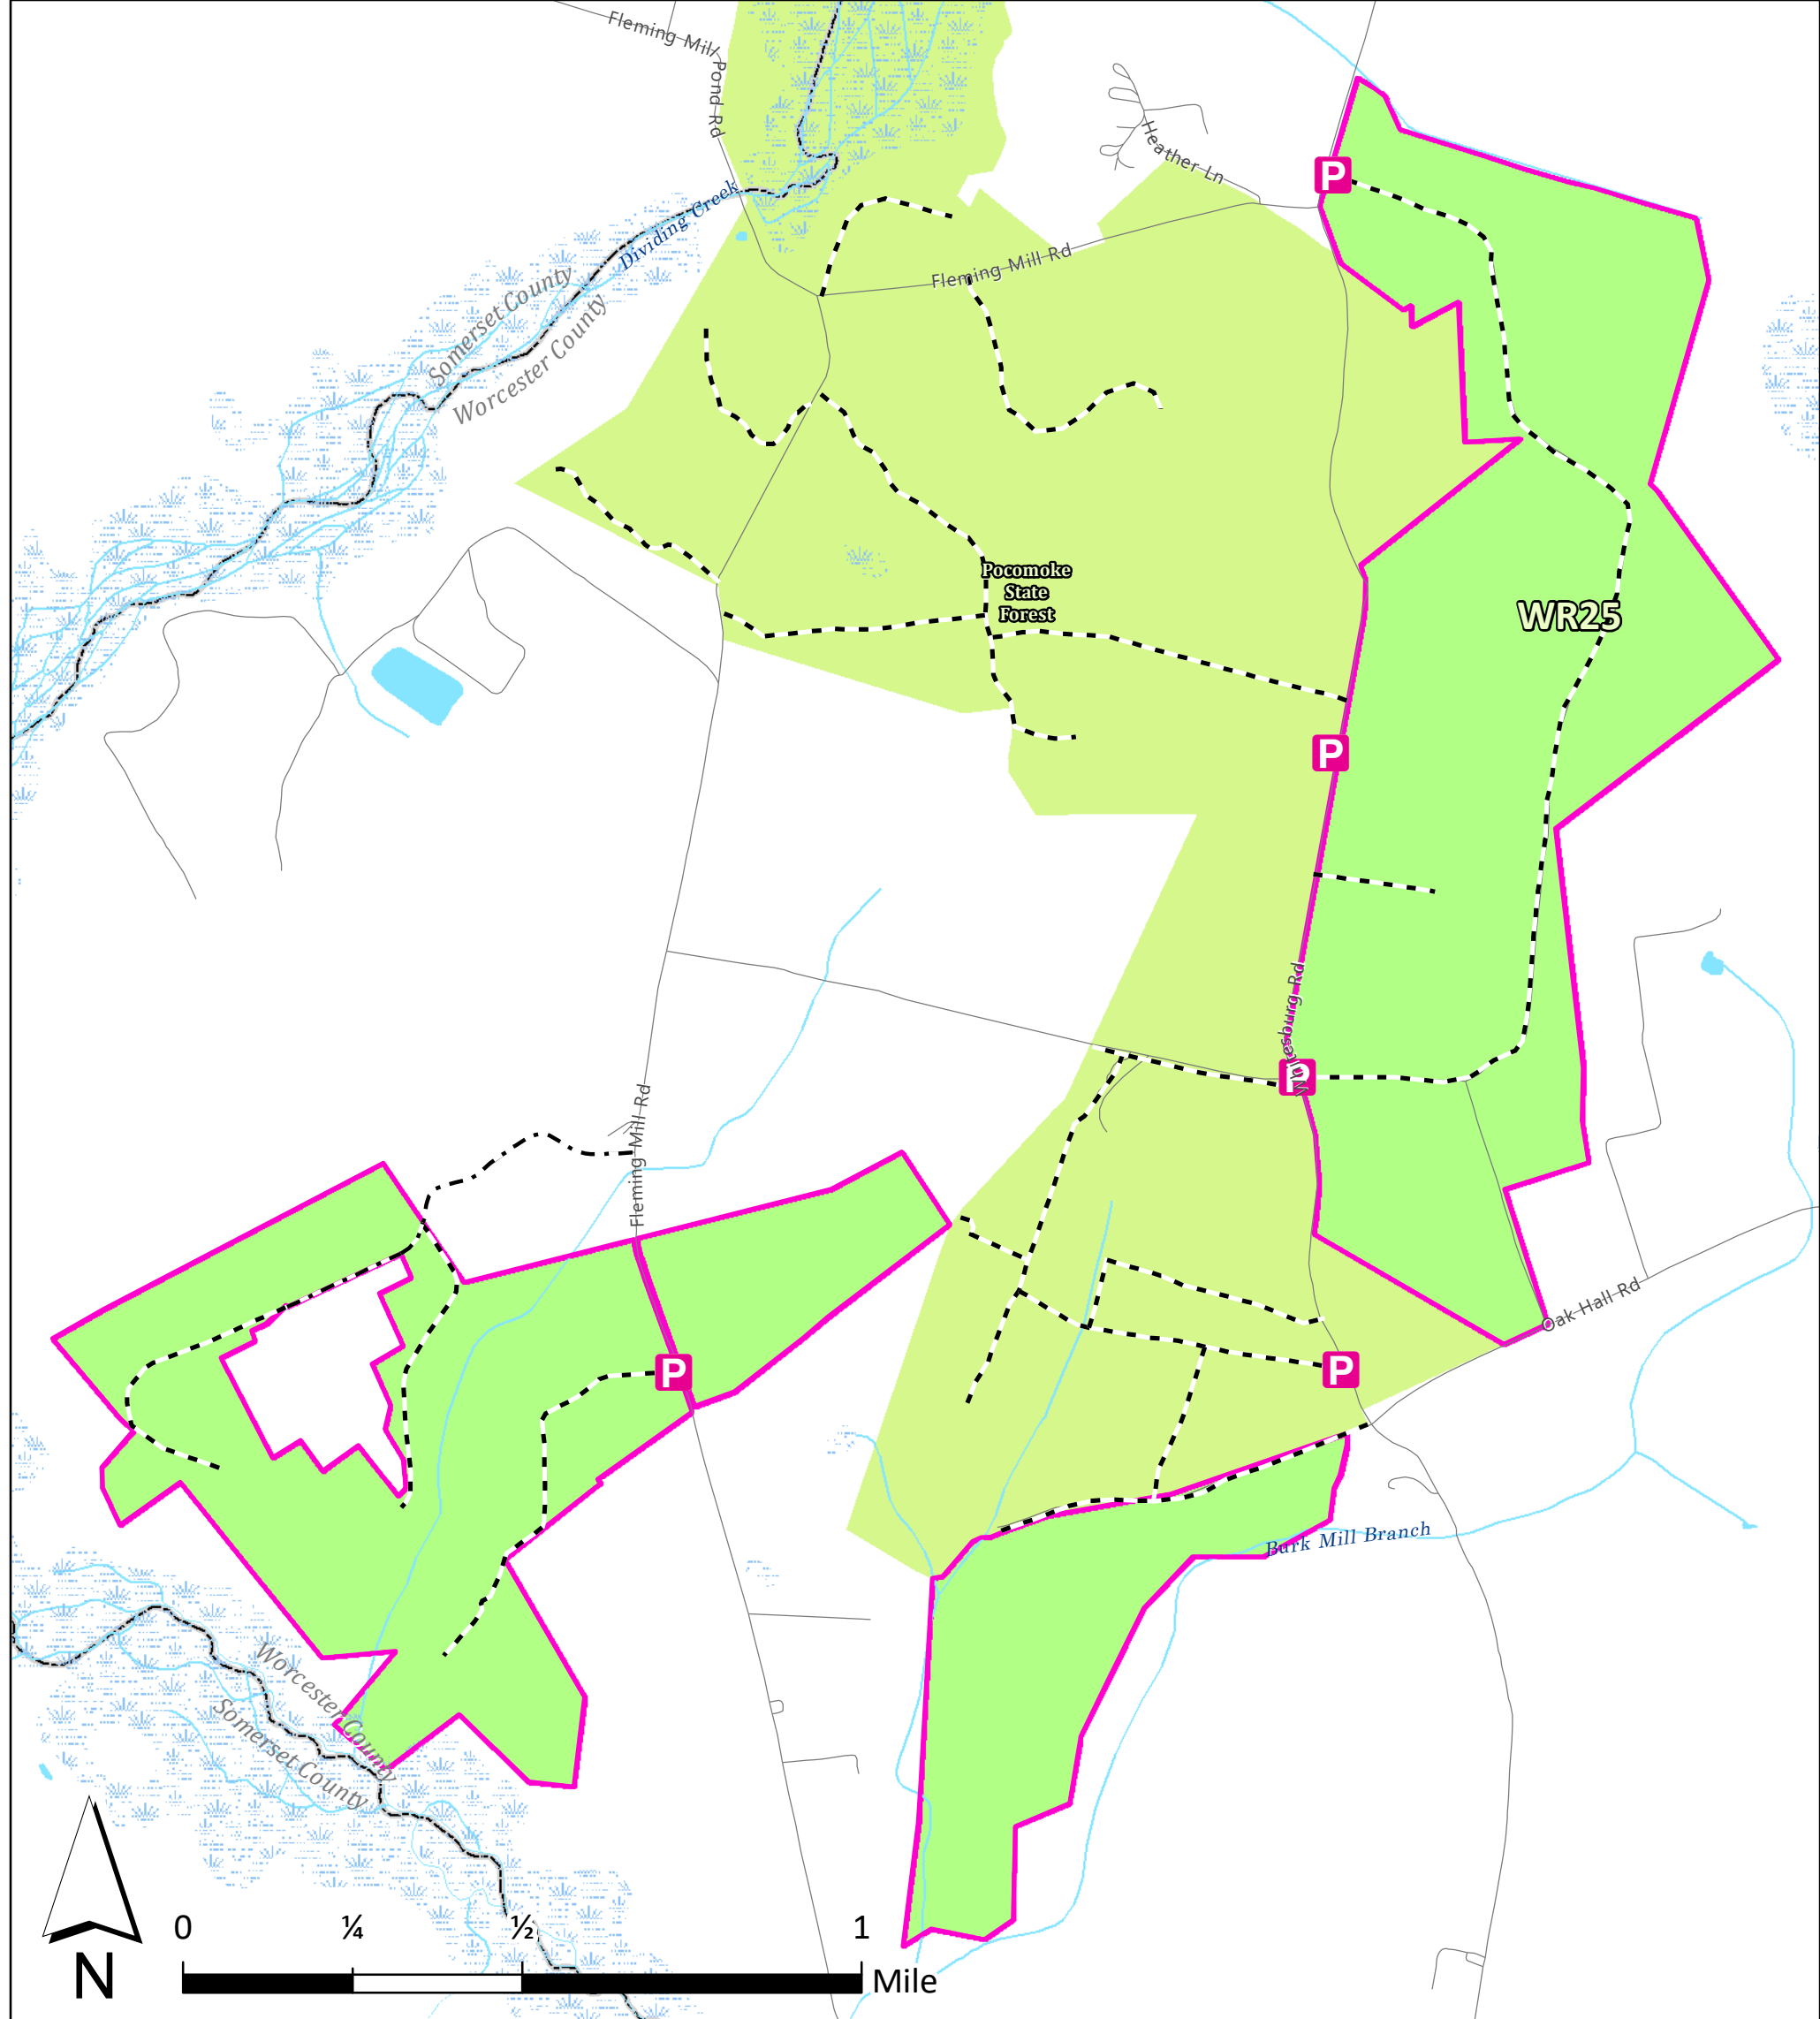 Fleming Mill
Pond Rd
Heather Ln
P
Dividing Creek
Fleming Mill Rd
Somerset County
Worcester County
Pocomoke
State
Forest
WR25
P
Whitesburg Rd
P
Fleming Mill Rd
Oak Hall Rd
P
P
Burk Mill Branch
Worcester County
Somerset County
N
0 ¼ ½ 1
Mile